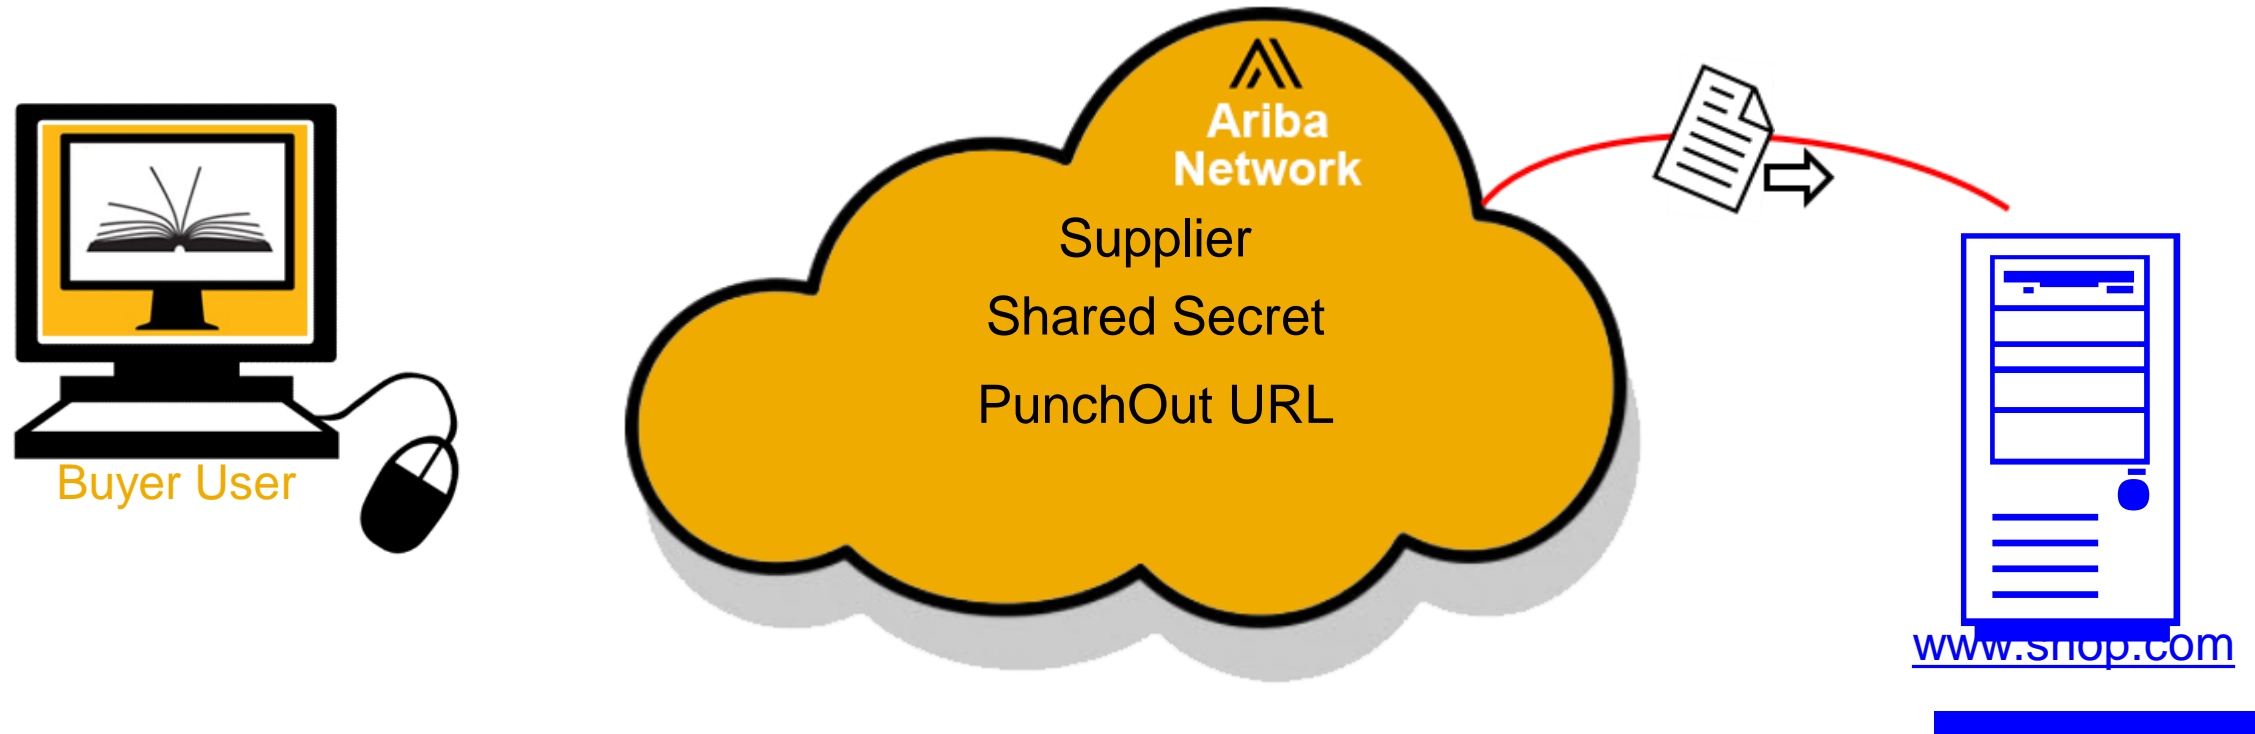 Ariba
Network
Supplier
Shared Secret
PunchOut URL
Buyer User
www.shop.com